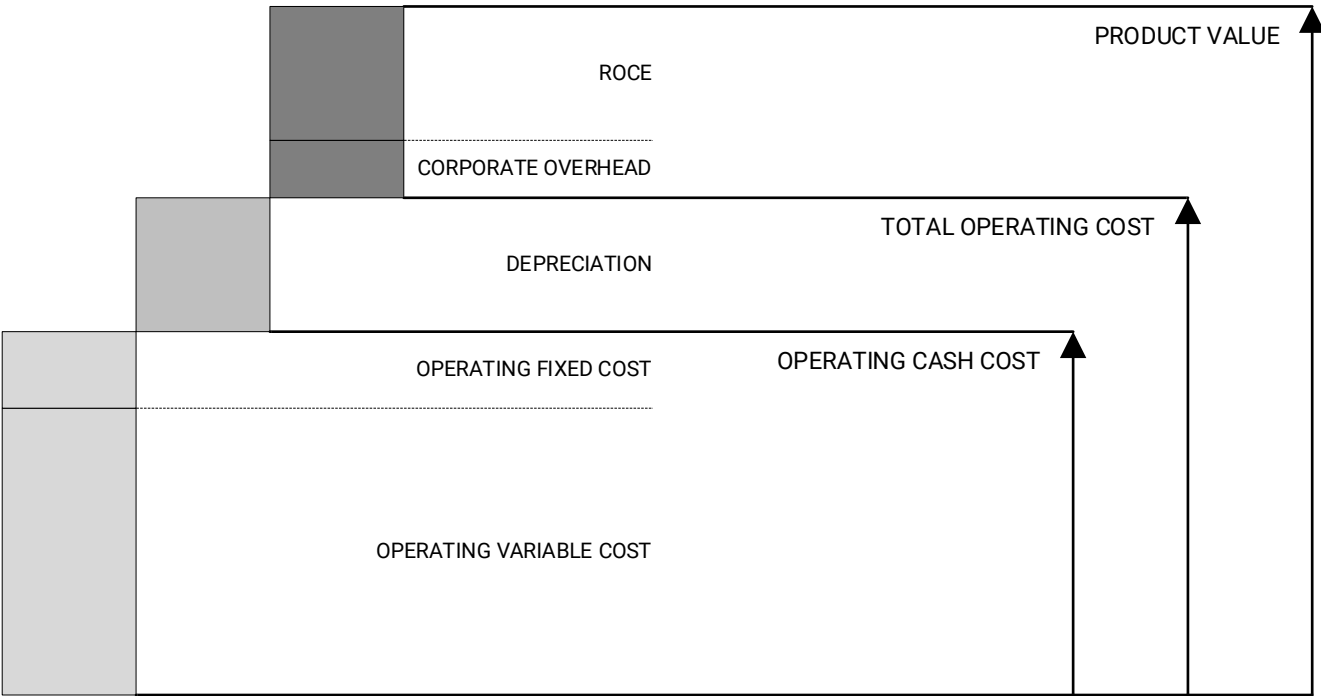 PRODUCT VALUE
ROCE
CORPORATE OVERHEAD
TOTAL OPERATING COST
DEPRECIATION
OPERATING CASH COST
OPERATING FIXED COST
OPERATING VARIABLE COST